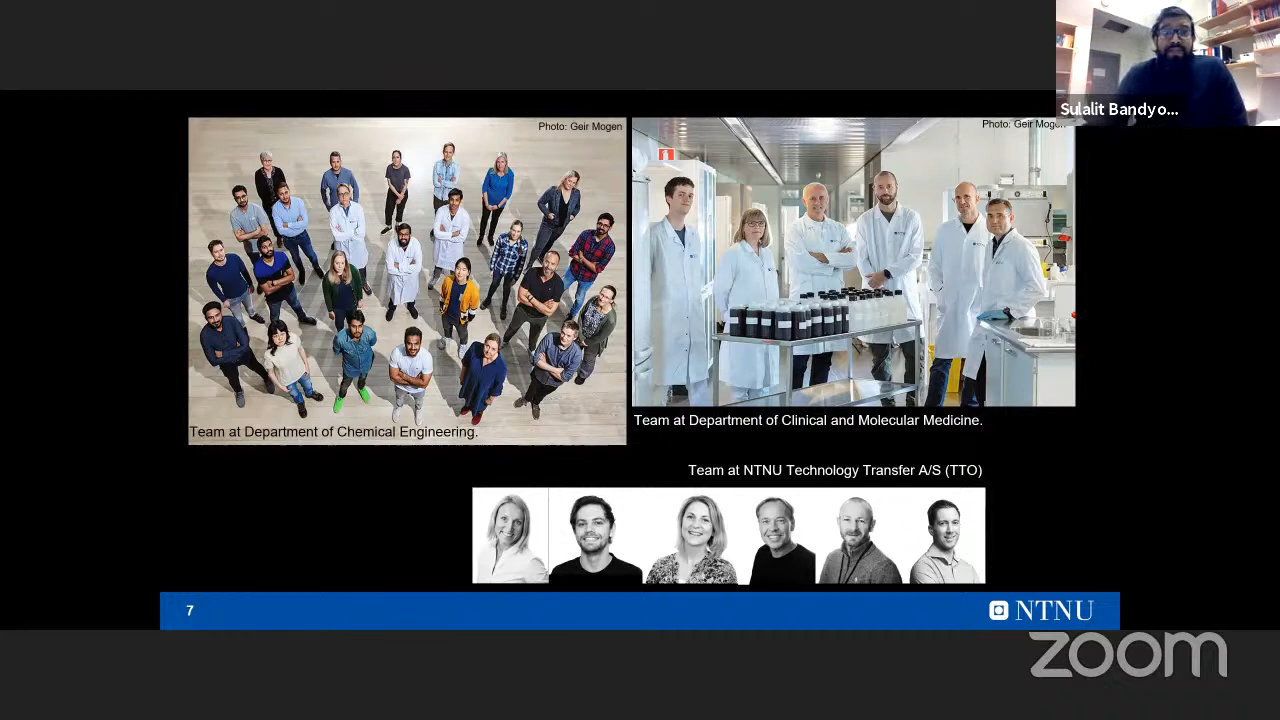 Sulalit Bandyo...
Photo: Geir Mogen
Photo: Geir Mogen
Team at Department of Chemical Engineering.
Team at Department of Clinical and Molecular Medicine.
Team at NTNU Technology Transfer A/S (TTO)
7
NTNU
zoom